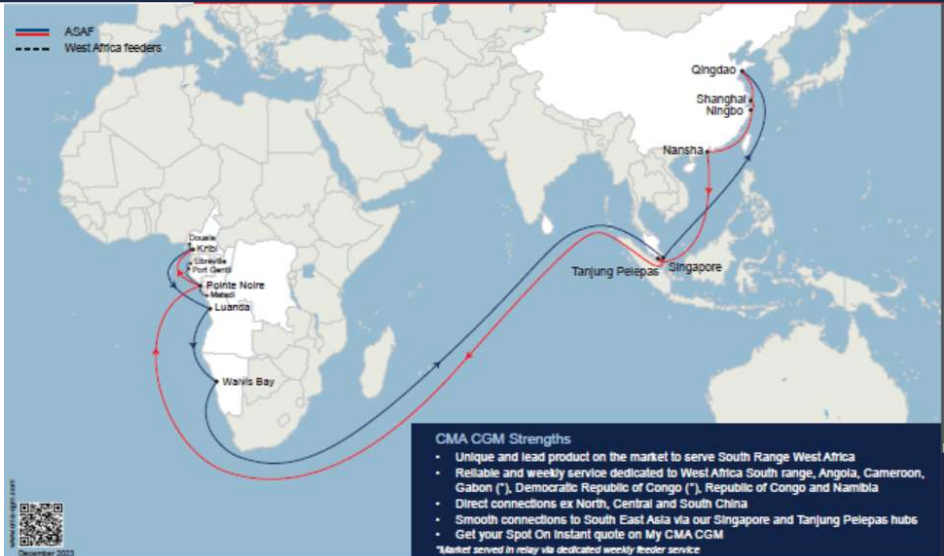 ASAF
West Africa feeders
Qingdao
Shanghai
Ningbo
Nansha
Douala
Kribi
Libreville
Port Gentil
Pointe Noire
Matadi
Luanda
Walvis Bay
Tanjung Pelepas
Singapore
CMA CGM Strengths
• Unique and lead product on the market to serve South Range West Africa
• Reliable and weekly service dedicated to West Africa South range, Angola, Cameroon,
Gabon (*), Democratic Republic of Congo (*), Republic of Congo and Namibia
• Direct connections ex North, Central and South China
• Smooth connections to South East Asia via our Singapore and Tanjung Pelepas hubs
• Get your Spot On instant quote on My CMA CGM
*Market served in relay via dedicated weekly feeder service
www.cma-cgm.com
December 2023